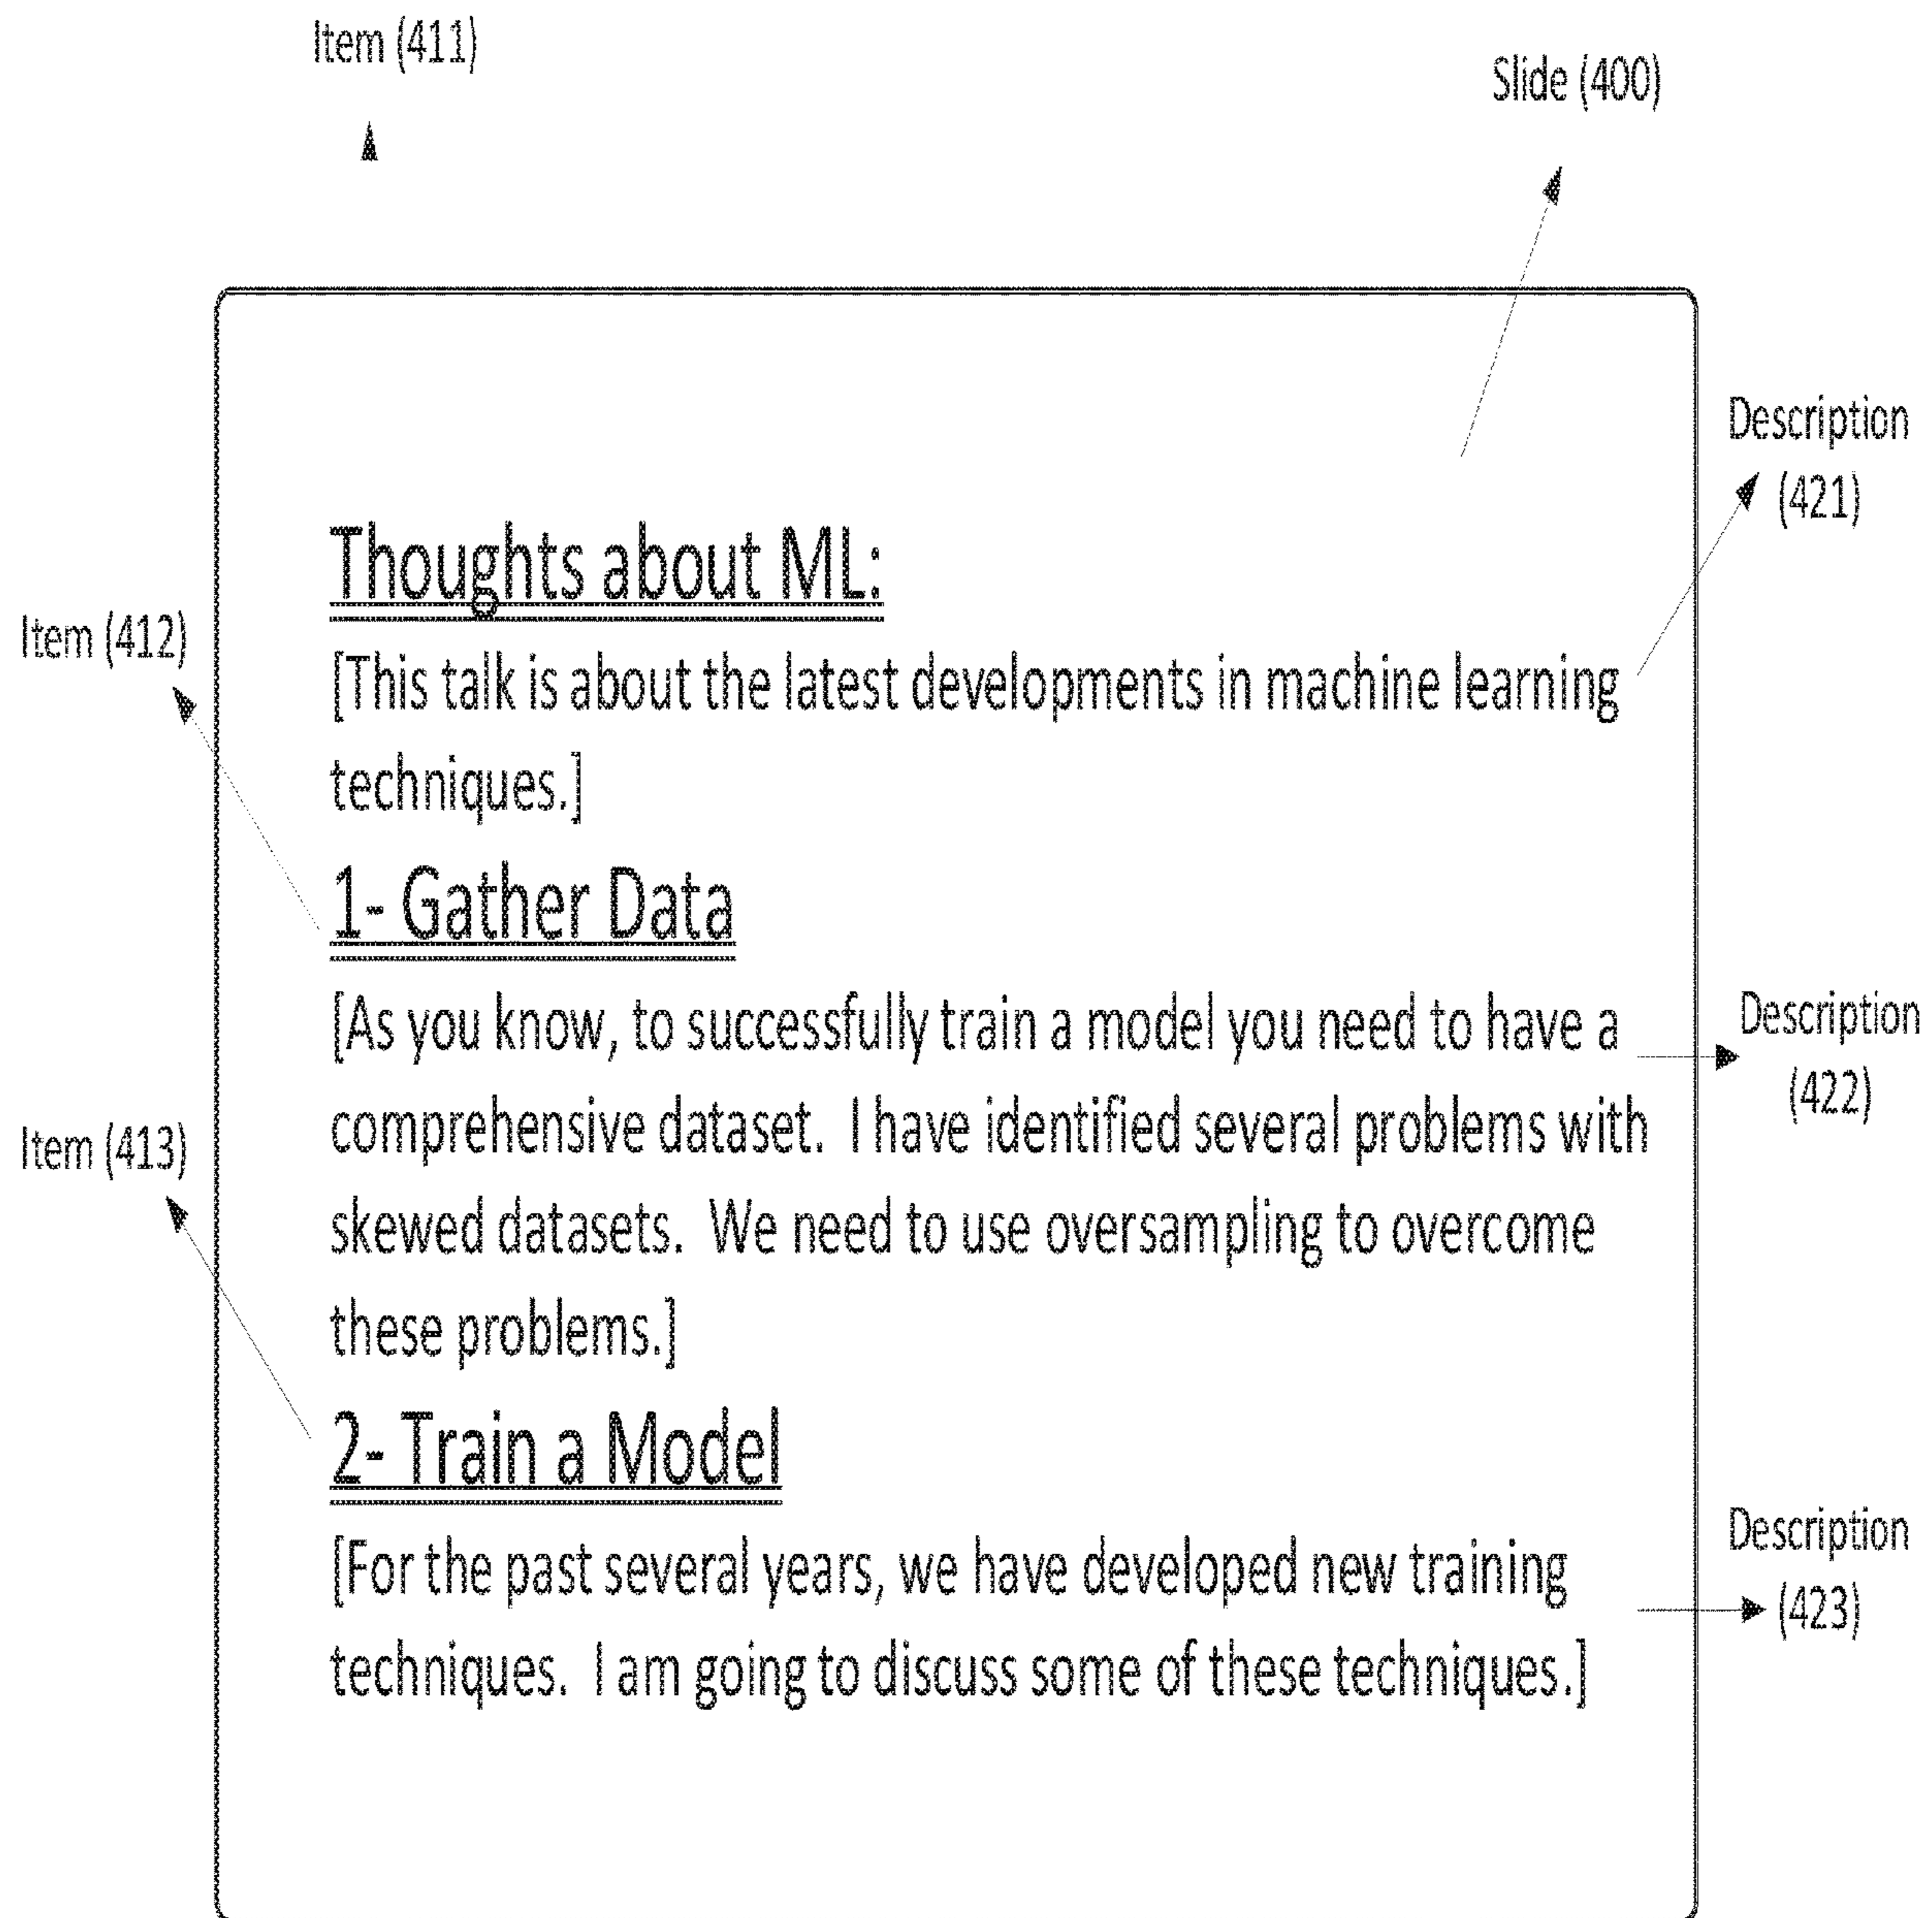 Item (411)
Slide (400)
Description
(421)
Thoughts about ML:
Item (412)
[This talk is about the latest developments in machine learning
techniques.]
1- Gather Data
[As you know, to successfully train a model you need to have a
Description
(422)
comprehensive dataset.  I have identified several problems with
Item (413)
skewed datasets.  We need to use oversampling to overcome
these problems.]
2- Train a Model
Description
(423)
[For the past several years, we have developed new training
techniques.  I am going to discuss some of these techniques.]